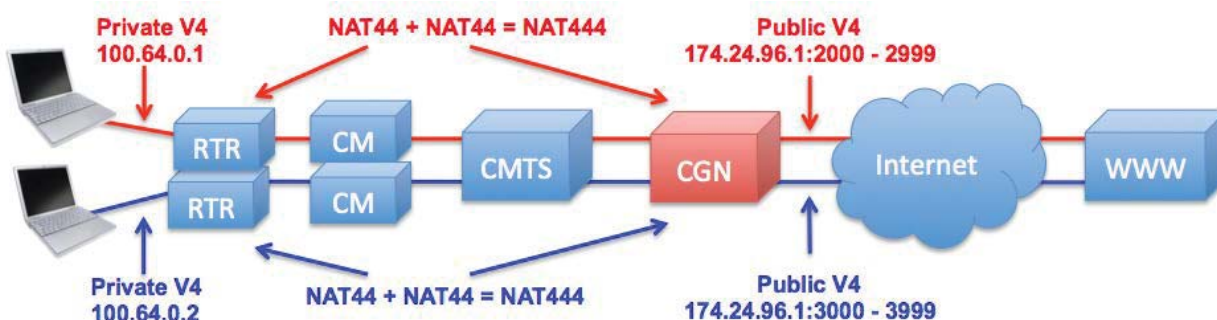 Private V4
100.64.0.1
NAT44 + NAT44 = NAT444
Public V4
174.24.96.1:2000 - 2999
RTR
CM
CMTS
CGN
Internet
WWW
RTR
CM
Private V4
100.64.0.2
NAT44 + NAT44 = NAT444
Public V4
174.24.96.1:3000 - 3999